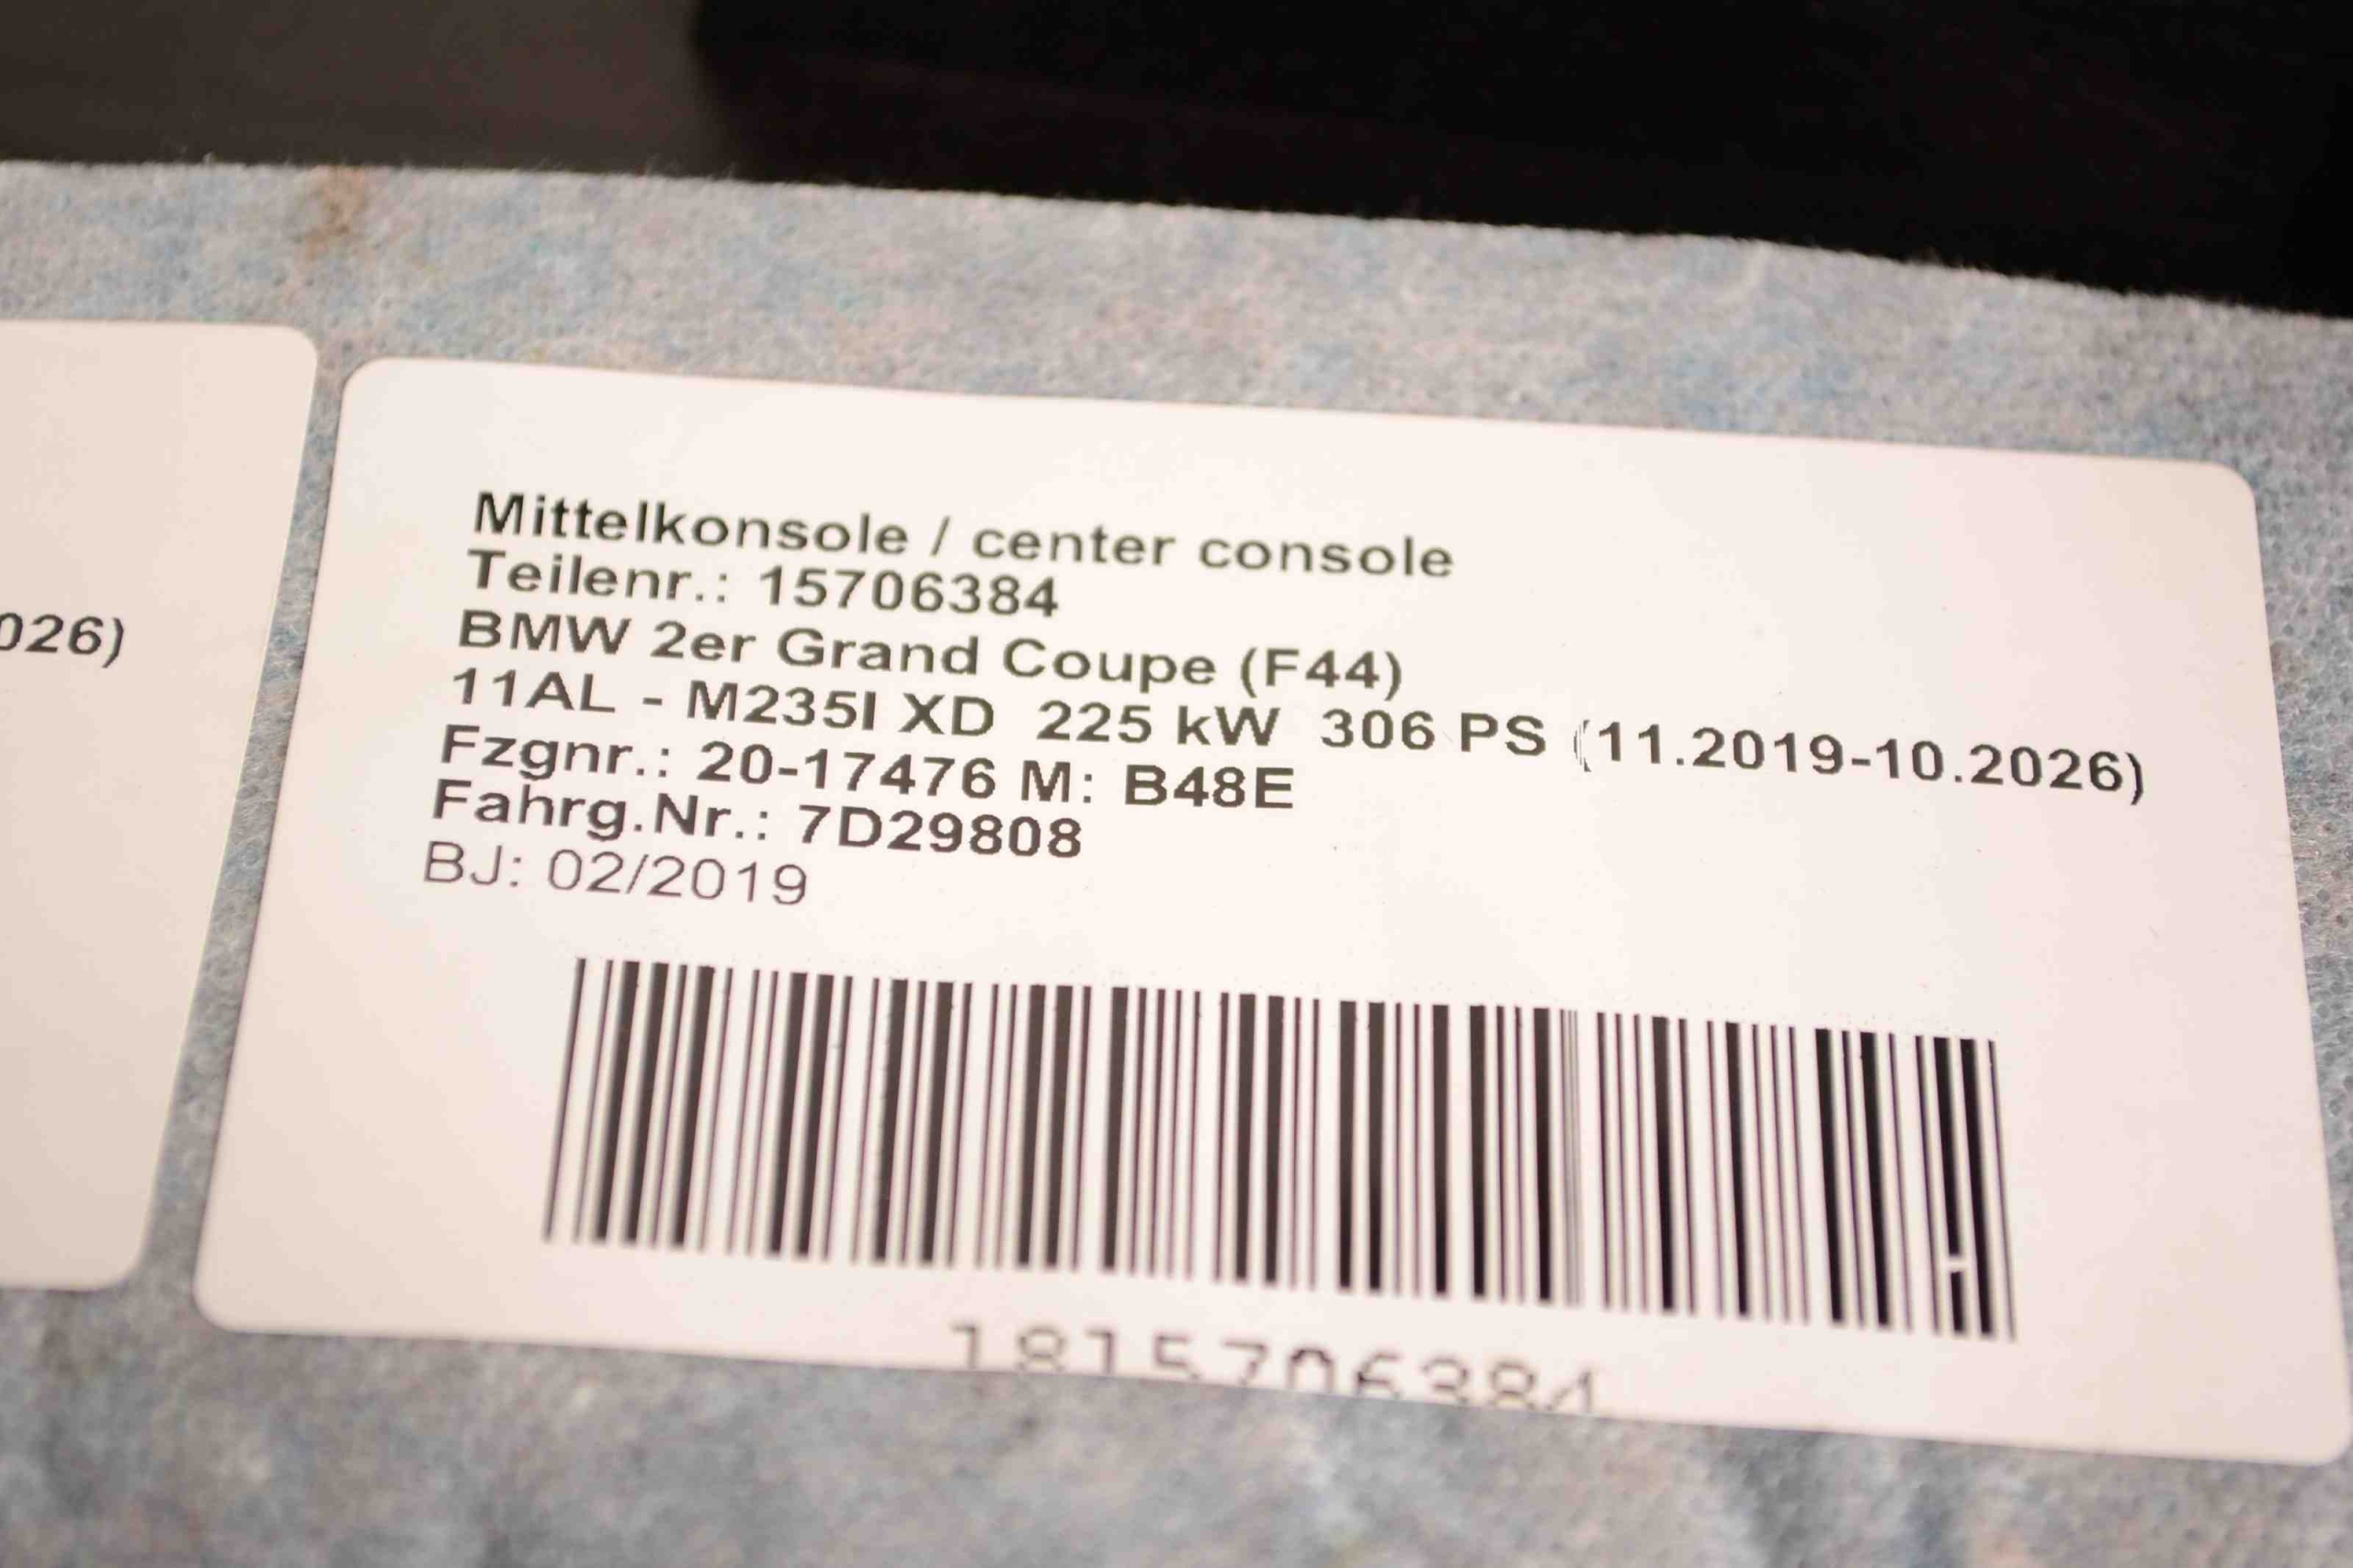 Mittelkonsole / center console
Teilenr.: 15706384
BMW 2er Grand Coupe (F44)
11AL - M235I XD 225 kW 306 PS (11.2019-10.2026)
Fzgnr.: 20-17476 M: B48E
Fahrg.Nr.: 7D29808
BJ: 02/2019
1815706384
026)